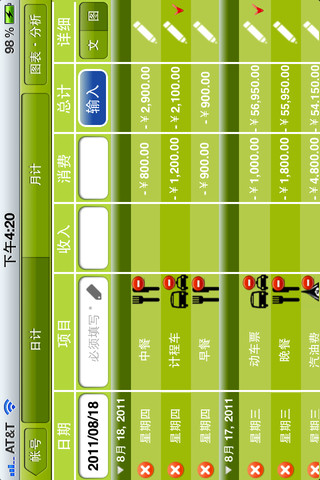 AT&T 下午4:20 98 %
帐号 日计 月计 图表 - 分析
日期 项目 收入 消费 总计 详细
2011/08/18 必须填写 * 输入 文 图
8月 18, 2011
星期四 中餐 - ¥ 800.00 - ¥ 2,900.00
星期四 计程车 - ¥ 1,200.00 - ¥ 2,100.00
星期四 早餐 - ¥ 900.00 - ¥ 900.00
8月 17, 2011
星期三 动车票 - ¥ 1,000.00 - ¥ 56,950.00
星期三 晚餐 - ¥ 1,800.00 - ¥ 55,950.00
星期三 汽油费 - ¥ 4,800.00 - ¥ 54,150.00